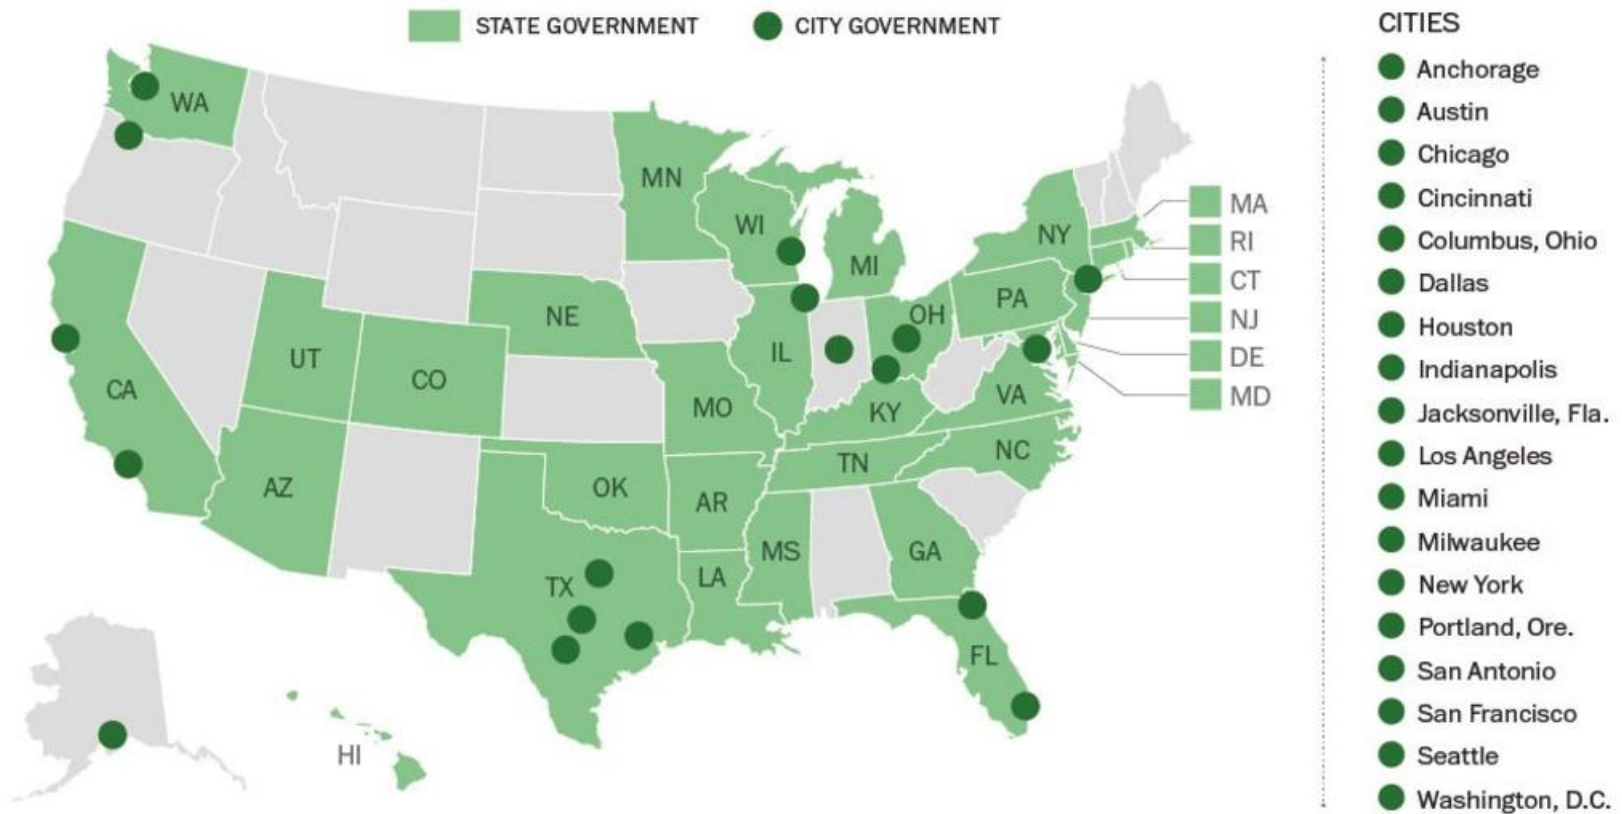 STATE GOVERNMENT
CITY GOVERNMENT
WA
MN
WI
MI
NY
MA
RI
CT
NJ
DE
MD
PA
OH
NE
IL
UT
CO
CA
MO
KY
VA
TN
NC
AZ
OK
AR
MS
GA
TX
LA
FL
HI
CITIES
Anchorage
Austin
Chicago
Cincinnati
Columbus, Ohio
Dallas
Houston
Indianapolis
Jacksonville, Fla.
Los Angeles
Miami
Milwaukee
New York
Portland, Ore.
San Antonio
San Francisco
Seattle
Washington, D.C.